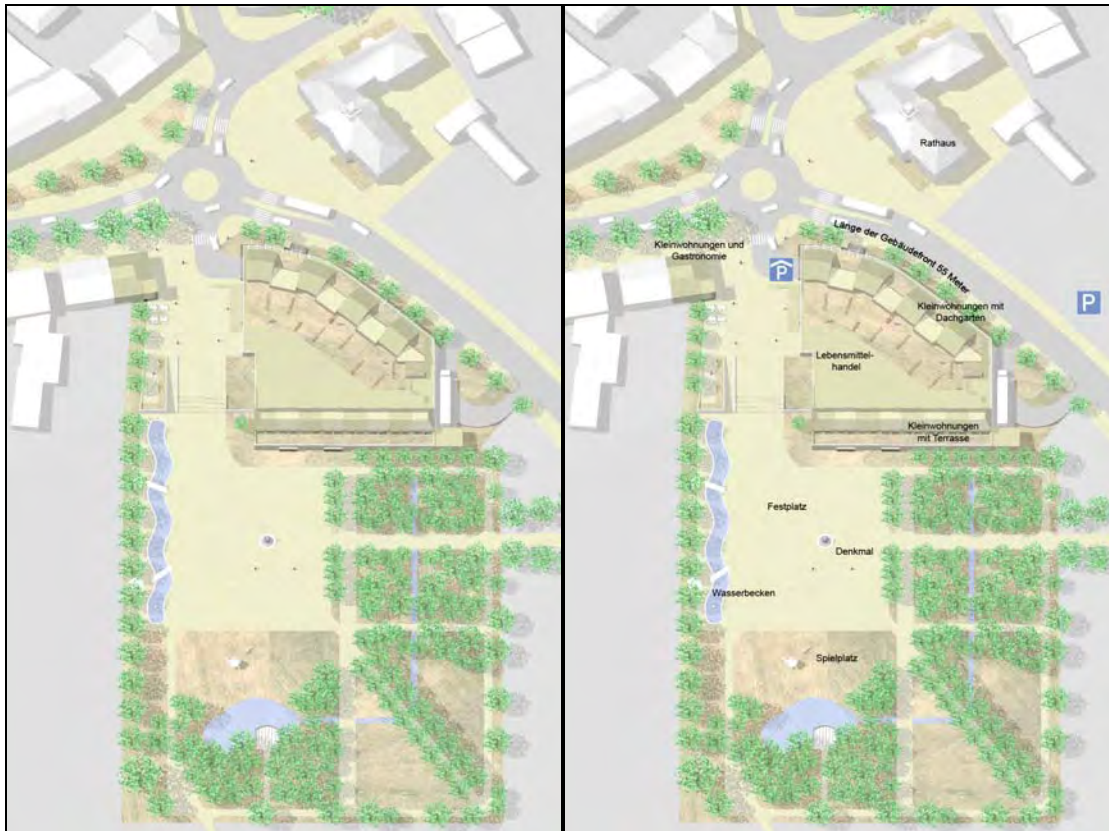 Rathaus
Länge der Gebäudefront 55 Meter
Kleinwohnungen und
Gastronomie
P
P
Kleinwohnungen mit
Dachgarten
Lebensmittel-
handel
Kleinwohnungen
mit Terrasse
Festplatz
Denkmal
Wasserbecken
Spielplatz